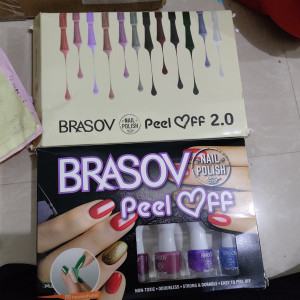 BRASOV NAIL POLISH Peel Off 2.0
BRASOV NAIL POLISH
Peel Off
NON-TOXIC • ODOURLESS • STRONG & DURABLE • EASY TO PEEL OFF